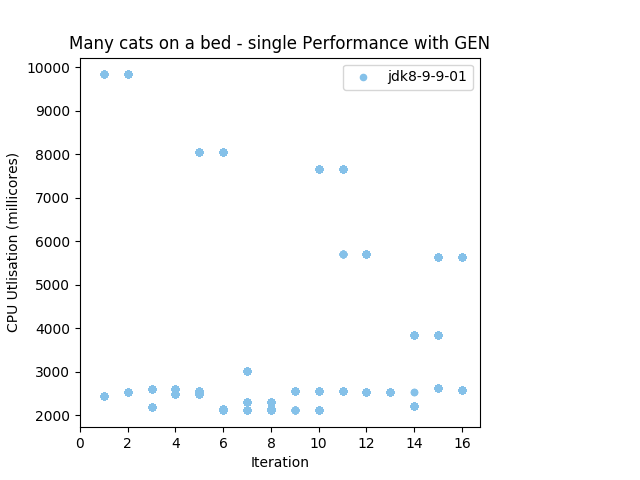 Many cats on a bed - single Performance with GEN
jdk8-9-9-01
10000
9000
8000
7000
6000
5000
4000
3000
2000
CPU Utlisation (millicores)
0 2 4 6 8 10 12 14 16
Iteration